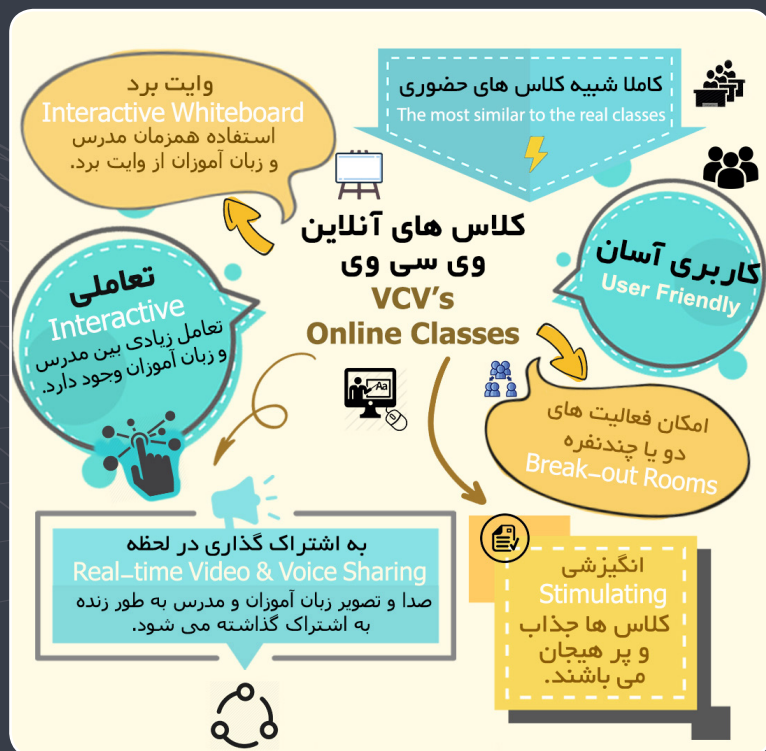 وایت برد
Interactive Whiteboard
استفاده همزمان مدرس
و زبان آموزان از وایت برد.
کاملا شبیه کلاس های حضوری
The most similar to the real classes
کلاس های آنلاین
وی سی وی
VCV's
Online Classes
کاربری آسان
User Friendly
تعاملی
Interactive
تعامل زیادی بین مدرس
و زبان آموزان وجود دارد.
Aa
امکان فعالیت های
دو یا چندنفره
Break-out Rooms
به اشتراک گذاری در لحظه
Real-time Video & Voice Sharing
صدا و تصویر زبان آموزان و مدرس به طور زنده
به اشتراک گذاشته می شود.
انگیزشی
Stimulating
کلاس ها جذاب
و پر هیجان
می باشند.